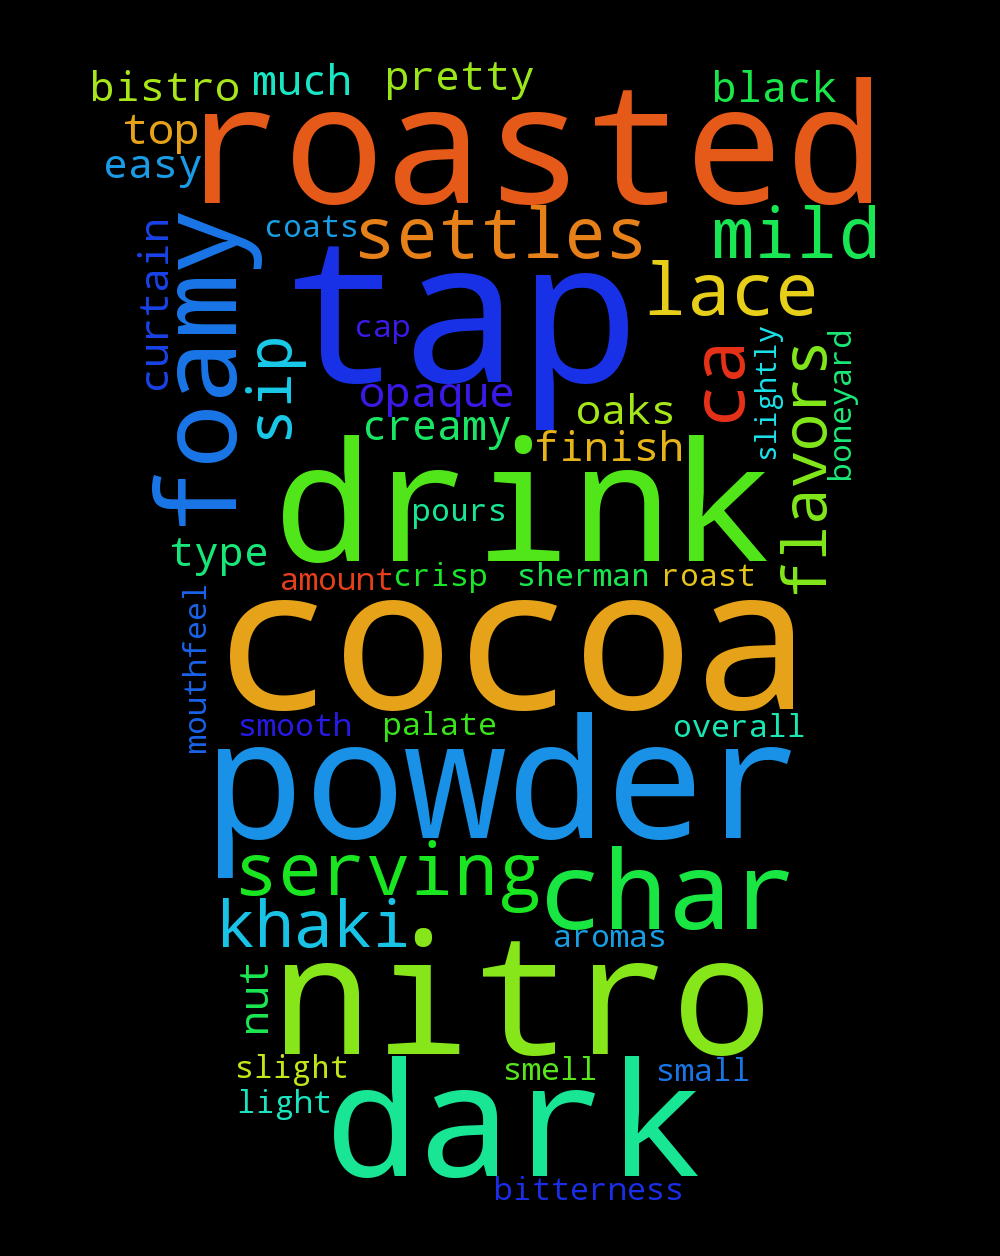 bistro much pretty black
top roasted
easy
curtain foamy coats settles mild
tap lace
sip cap ca slightly flavors boneyard
opaque oaks
creamy finish
drink
pours
type
amount crisp sherman roast
mouthfeel cocoa
smooth palate overall
powder
serving char
khaki aromas
nut nitro
slight smell small
light dark
bitterness